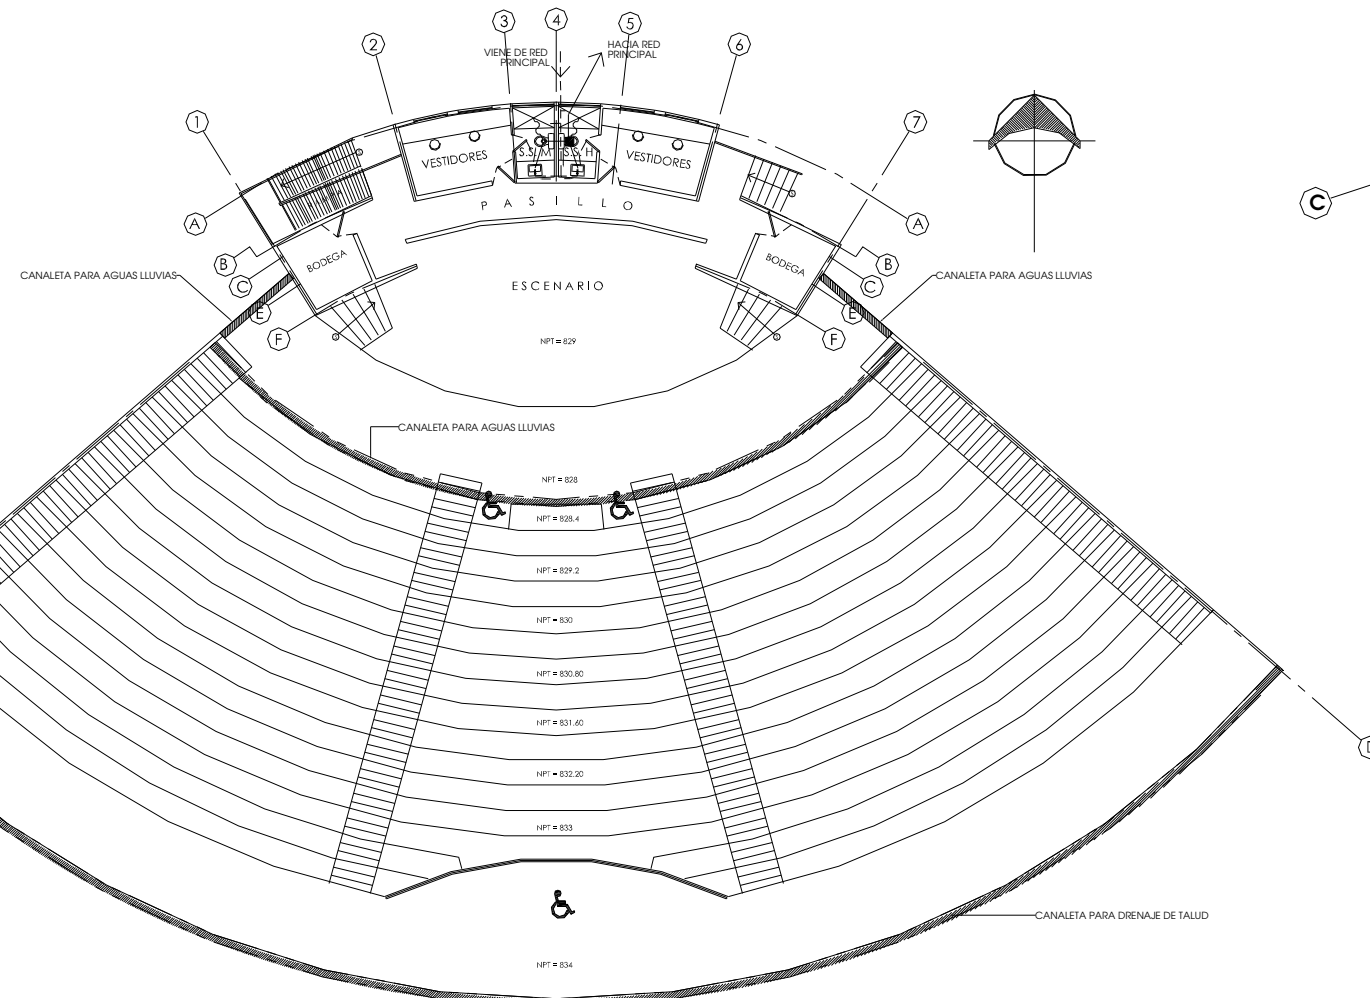 3
4
5
2
6
VIENE DE RED
PRINCIPAL
HACIA RED
PRINCIPAL
1
7
VESTIDORES
S.S. M
S.S. H
VESTIDORES
A
PASILLO
A
C
B
BODEGA
BODEGA
B
CANALETA PARA AGUAS LLUVIAS
C
ESCENARIO
C
CANALETA PARA AGUAS LLUVIAS
E
E
F
NPT = 829
F
CANALETA PARA AGUAS LLUVIAS
NPT = 828
NPT = 828.4
NPT = 829.2
NPT = 830
NPT = 830.80
NPT = 831.60
D
NPT = 832.20
NPT = 833
CANALETA PARA DRENAJE DE TALUD
NPT = 834